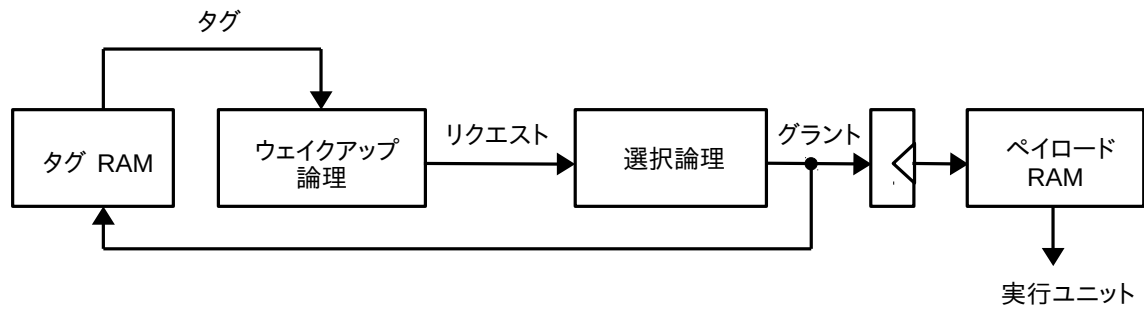 タグ
タグ RAM
ウェイクアップ
論理
リクエスト
選択論理
グラント
ペイロード
RAM
実行ユニット